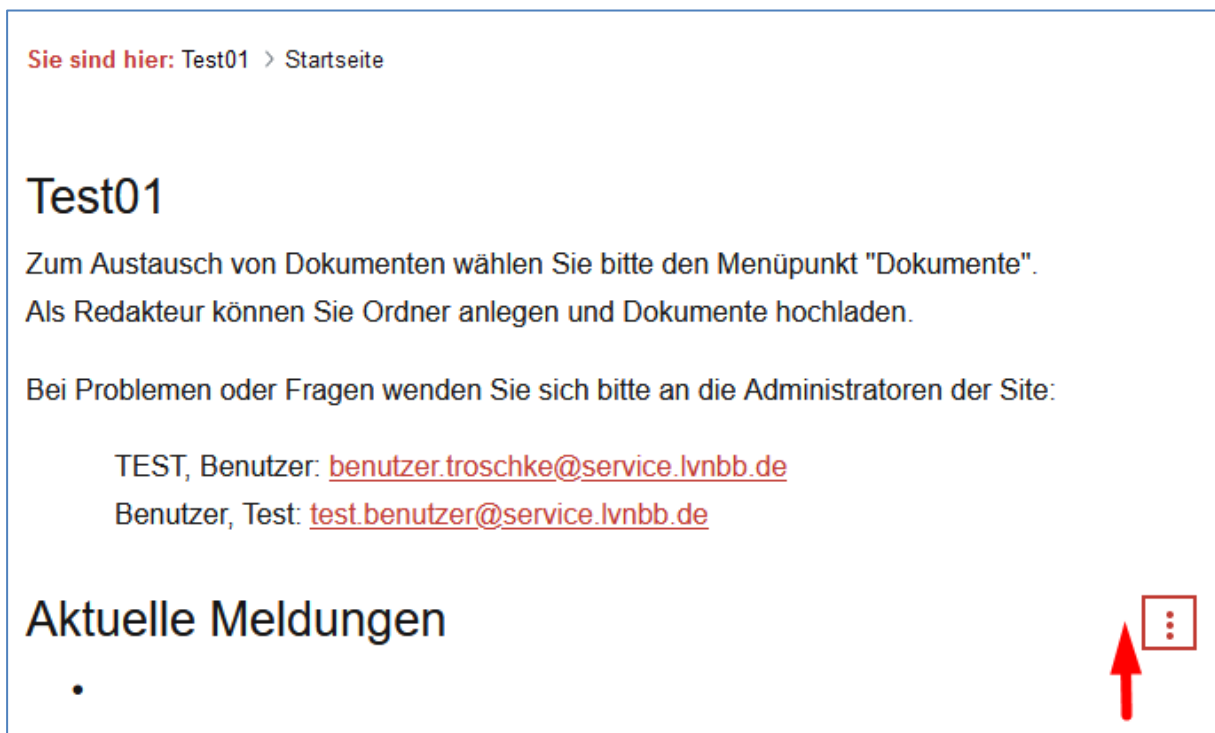 Sie sind hier: Test01 > Startseite
Test01
Zum Austausch von Dokumenten wählen Sie bitte den Menüpunkt "Dokumente".
Als Redakteur können Sie Ordner anlegen und Dokumente hochladen.
Bei Problemen oder Fragen wenden Sie sich bitte an die Administratoren der Site:
TEST, Benutzer: benutzer.troschke@service.lvnbb.de
Benutzer, Test: test.benutzer@service.lvnbb.de
Aktuelle Meldungen